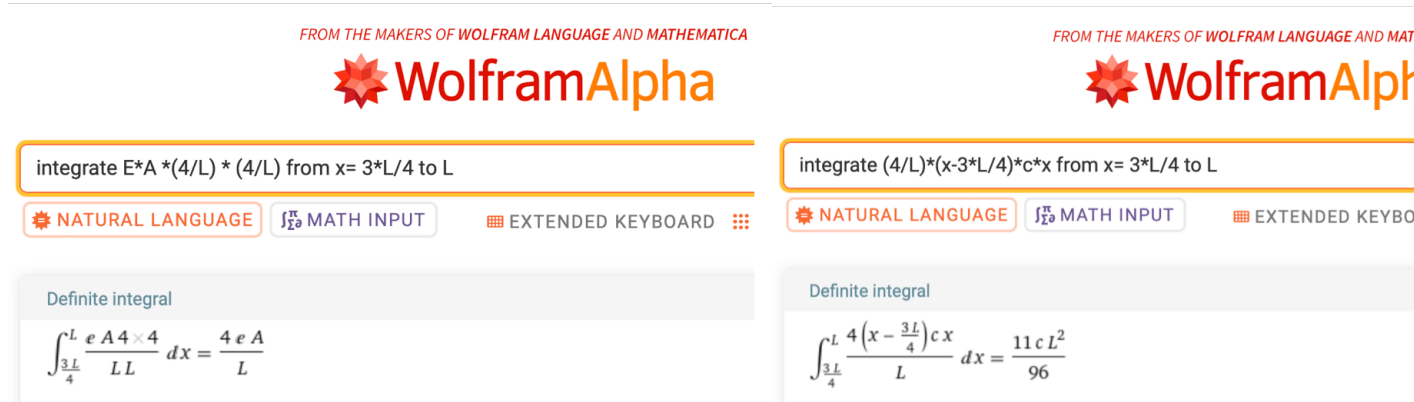 FROM THE MAKERS OF WOLFRAM LANGUAGE AND MATHEMATICA
WolframAlpha
integrate E*A *(4/L) * (4/L) from x= 3*L/4 to L
NATURAL LANGUAGE
∫π Σ∂ MATH INPUT
EXTENDED KEYBOARD
Definite integral
∫_{3L/4}^{L} (e A 4×4)/(L L) dx = (4 e A)/L
FROM THE MAKERS OF WOLFRAM LANGUAGE AND MAT
WolframAlph
integrate (4/L)*(x-3*L/4)*c*x from x= 3*L/4 to L
NATURAL LANGUAGE
∫π Σ∂ MATH INPUT
EXTENDED KEYBO
Definite integral
∫_{3L/4}^{L} (4(x − 3L/4) c x)/L dx = (11 c L²)/96